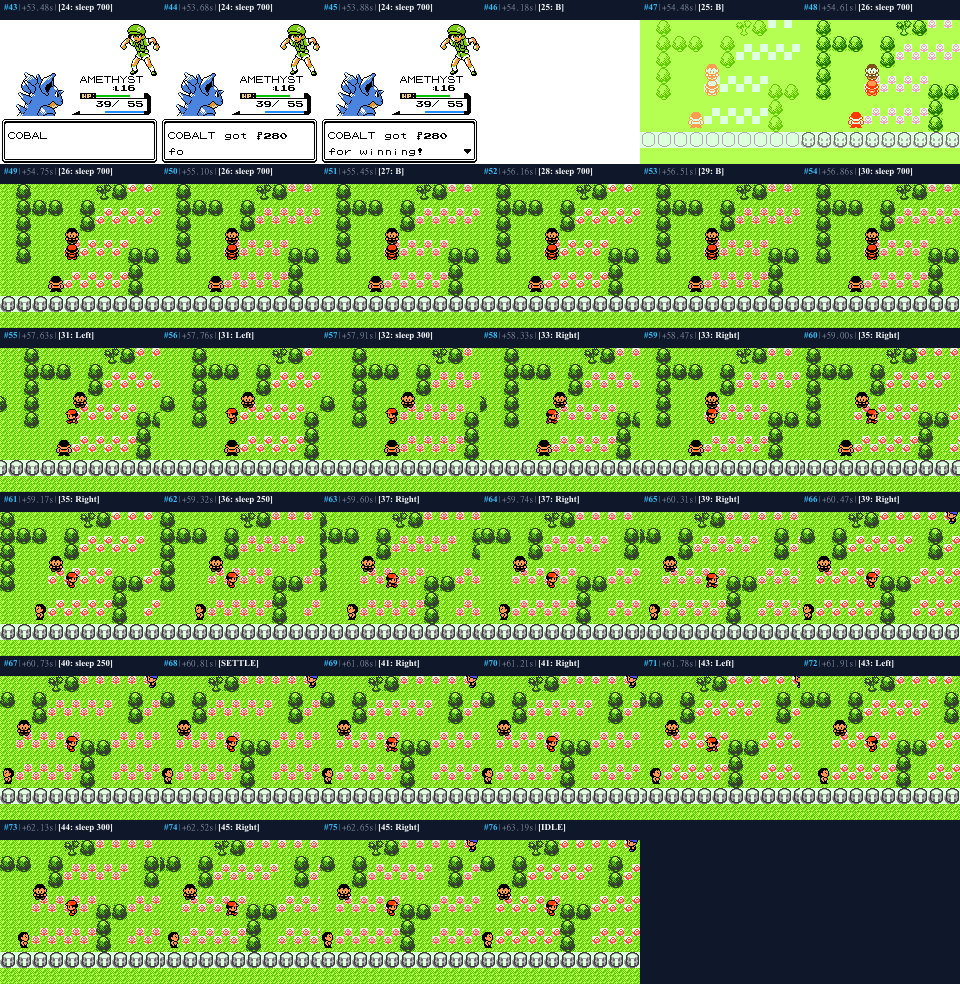 #43| +53.48s| [24: sleep 700]
#44| +53.68s| [24: sleep 700]
#45| +53.88s| [24: sleep 700]
#46| +54.18s| [25: B]
#47| +54.48s| [25: B]
#48| +54.61s| [26: sleep 700]
AMETHYST
:L16
HP:
39/ 55
COBAL
AMETHYST
:L16
HP:
39/ 55
COBALT got ₽280
fo
AMETHYST
:L16
HP:
39/ 55
COBALT got ₽280
for winning!
#49| +54.75s| [26: sleep 700]
#50| +55.10s| [26: sleep 700]
#51| +55.45s| [27: B]
#52| +56.16s| [28: sleep 700]
#53| +56.51s| [29: B]
#54| +56.86s| [30: sleep 700]
#55| +57.63s| [31: Left]
#56| +57.76s| [31: Left]
#57| +57.91s| [32: sleep 300]
#58| +58.33s| [33: Right]
#59| +58.47s| [33: Right]
#60| +59.00s| [35: Right]
#61| +59.17s| [35: Right]
#62| +59.32s| [36: sleep 250]
#63| +59.60s| [37: Right]
#64| +59.74s| [37: Right]
#65| +60.31s| [39: Right]
#66| +60.47s| [39: Right]
#67| +60.73s| [40: sleep 250]
#68| +60.81s| [SETTLE]
#69| +61.08s| [41: Right]
#70| +61.21s| [41: Right]
#71| +61.78s| [43: Left]
#72| +61.91s| [43: Left]
#73| +62.13s| [44: sleep 300]
#74| +62.52s| [45: Right]
#75| +62.65s| [45: Right]
#76| +63.19s| [IDLE]